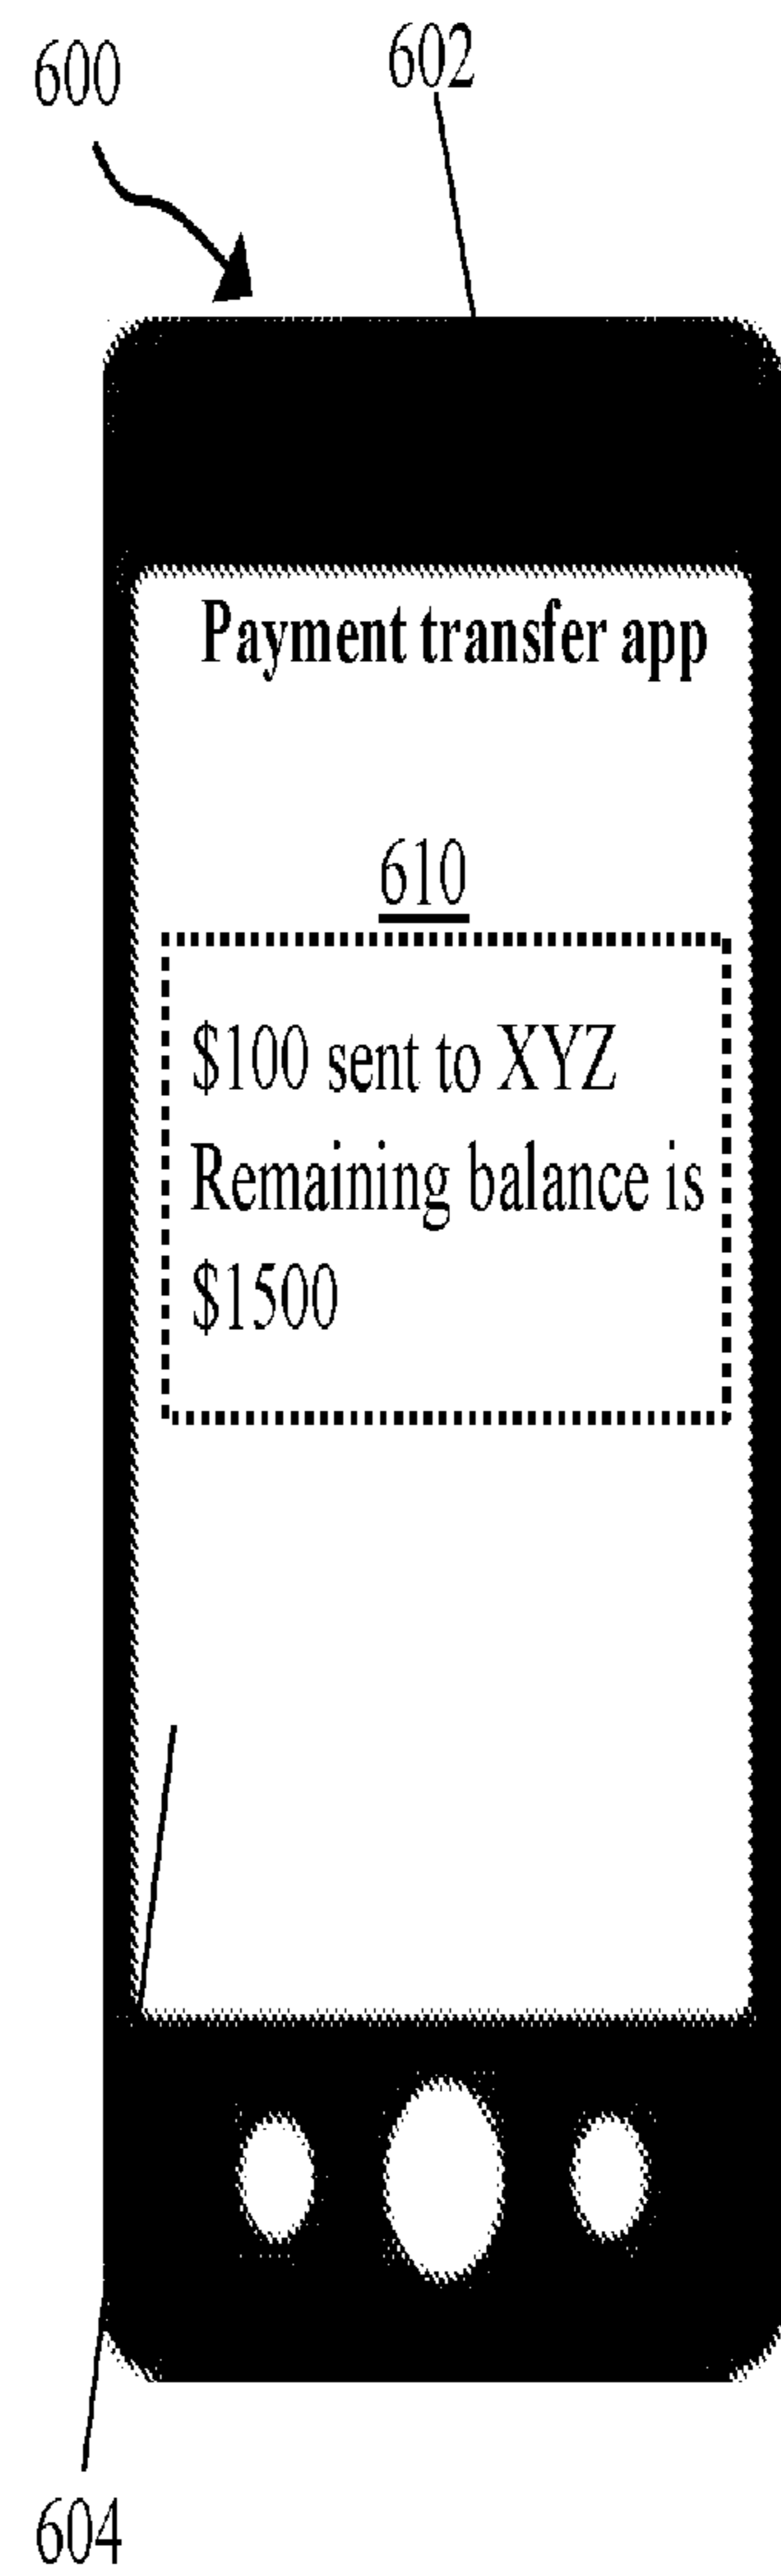 600
602
Payment transfer app
610
$100 sent to XYZ
Remaining balance is
$1500
604